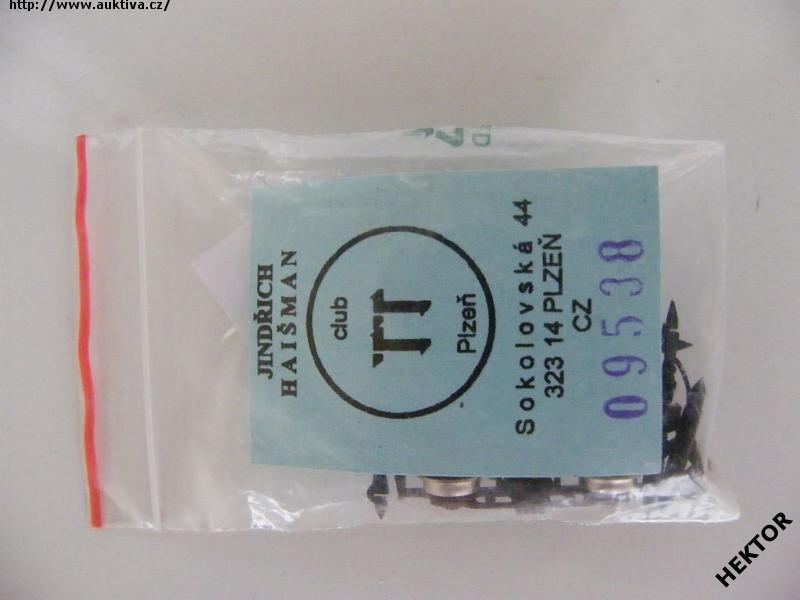 http://www.auktiva.cz/
JINDŘICH
HAIŠMAN
club
TT
Plzeň
Sokolovská 44
323 14 PLZEŇ
CZ
09538
HEKTOR